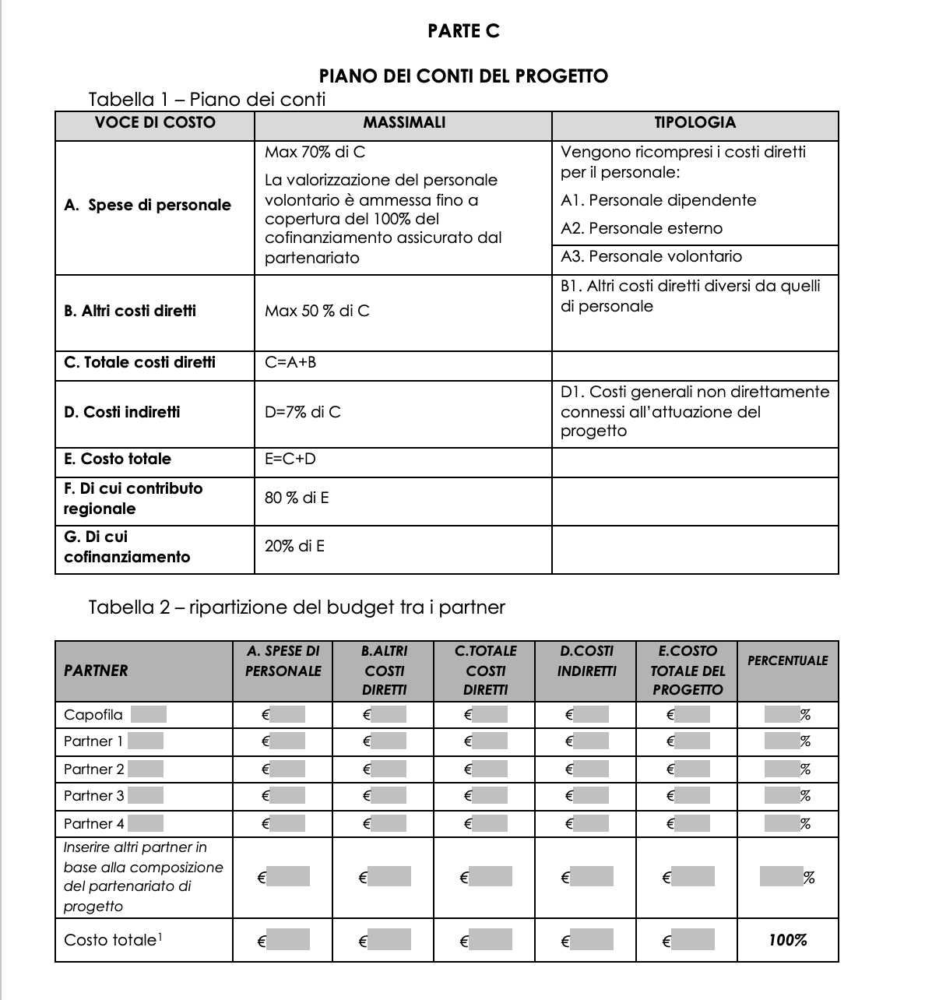 PARTE C
PIANO DEI CONTI DEL PROGETTO
Tabella 1 – Piano dei conti
VOCE DI COSTO
MASSIMALI
TIPOLOGIA
A. Spese di personale
Max 70% di C
La valorizzazione del personale
volontario è ammessa fino a
copertura del 100% del
cofinanziamento assicurato dal
partenariato
Vengono ricompresi i costi diretti
per il personale:
A1. Personale dipendente
A2. Personale esterno
A3. Personale volontario
B. Altri costi diretti
Max 50 % di C
B1. Altri costi diretti diversi da quelli
di personale
C. Totale costi diretti
C=A+B
D. Costi indiretti
D=7% di C
D1. Costi generali non direttamente
connessi all’attuazione del
progetto
E. Costo totale
E=C+D
F. Di cui contributo
regionale
80 % di E
G. Di cui
cofinanziamento
20% di E
Tabella 2 – ripartizione del budget tra i partner
PARTNER
A. SPESE DI
PERSONALE
B.ALTRI
COSTI
DIRETTI
C.TOTALE
COSTI
DIRETTI
D.COSTI
INDIRETTI
E.COSTO
TOTALE DEL
PROGETTO
PERCENTUALE
Capofila € € € € € %
Partner 1 € € € € € %
Partner 2 € € € € € %
Partner 3 € € € € € %
Partner 4 € € € € € %
Inserire altri partner in
base alla composizione
del partenariato di
progetto
€ € € € € %
Costo totale¹ € € € € € 100%